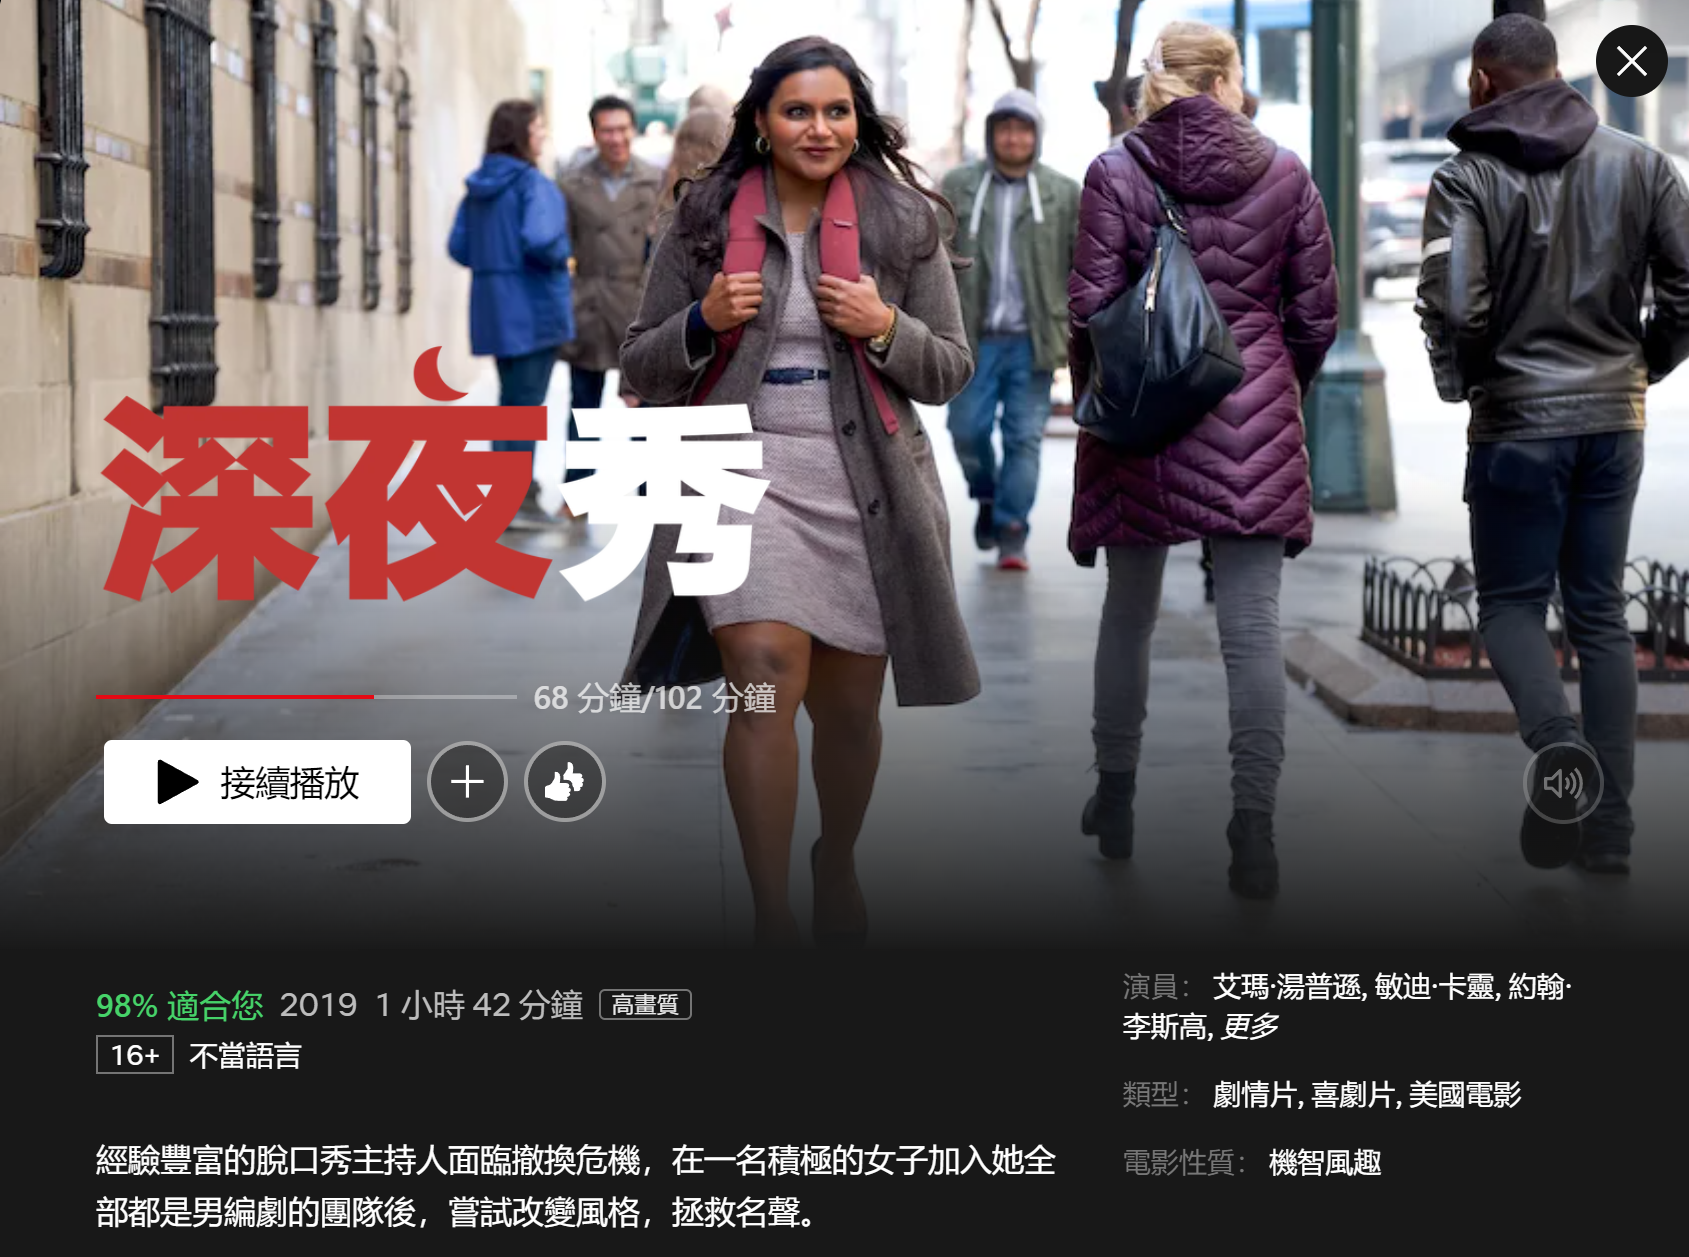 深夜秀
68 分鐘/102 分鐘
接續播放
98% 適合您 2019 1 小時 42 分鐘 高畫質
16+ 不當語言
經驗豐富的脫口秀主持人面臨撤換危機，在一名積極的女子加入她全
部都是男編劇的團隊後，嘗試改變風格，拯救名聲。
演員： 艾瑪·湯普遜, 敏迪·卡靈, 約翰·
李斯高, 更多
類型： 劇情片, 喜劇片, 美國電影
電影性質： 機智風趣